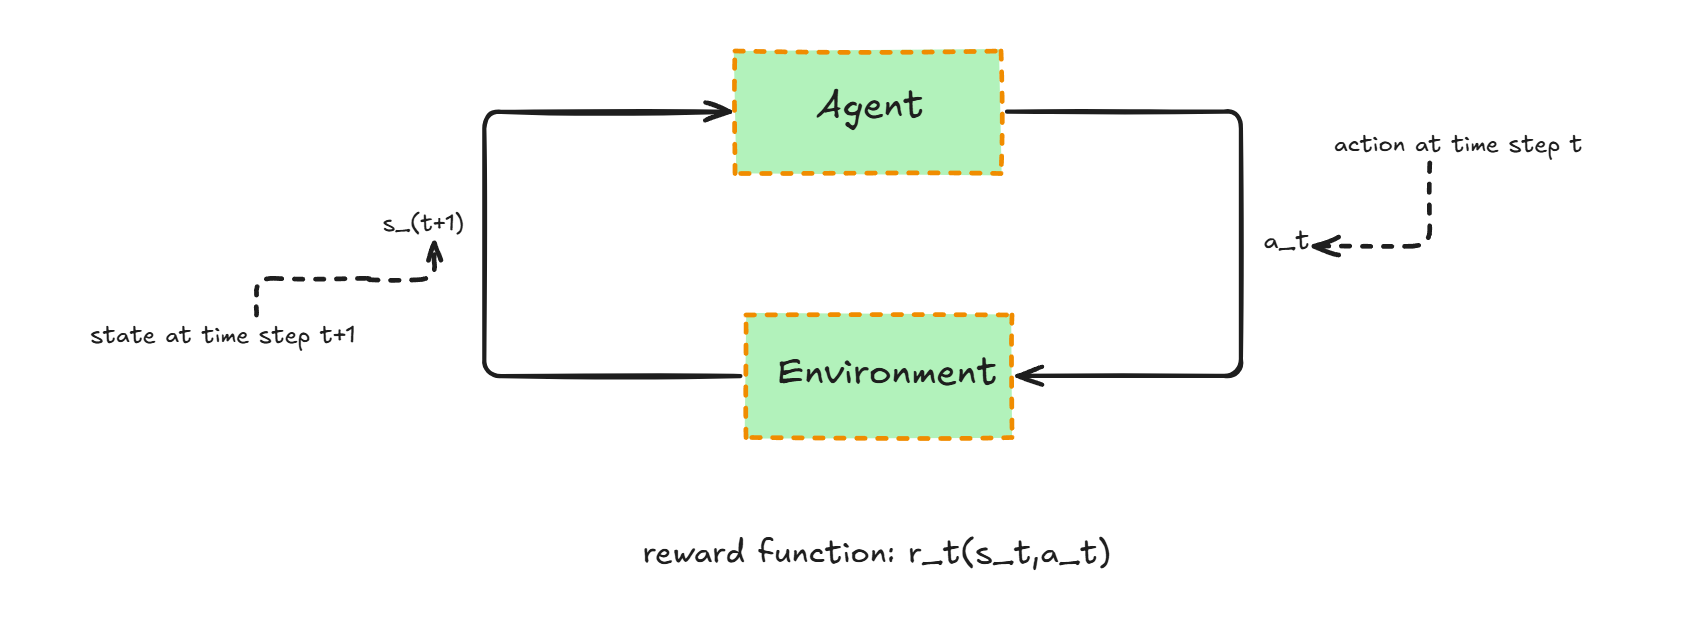 Agent
action at time step t
s_(t+1)
a_t
state at time step t+1
Environment
reward function: r_t(s_t,a_t)